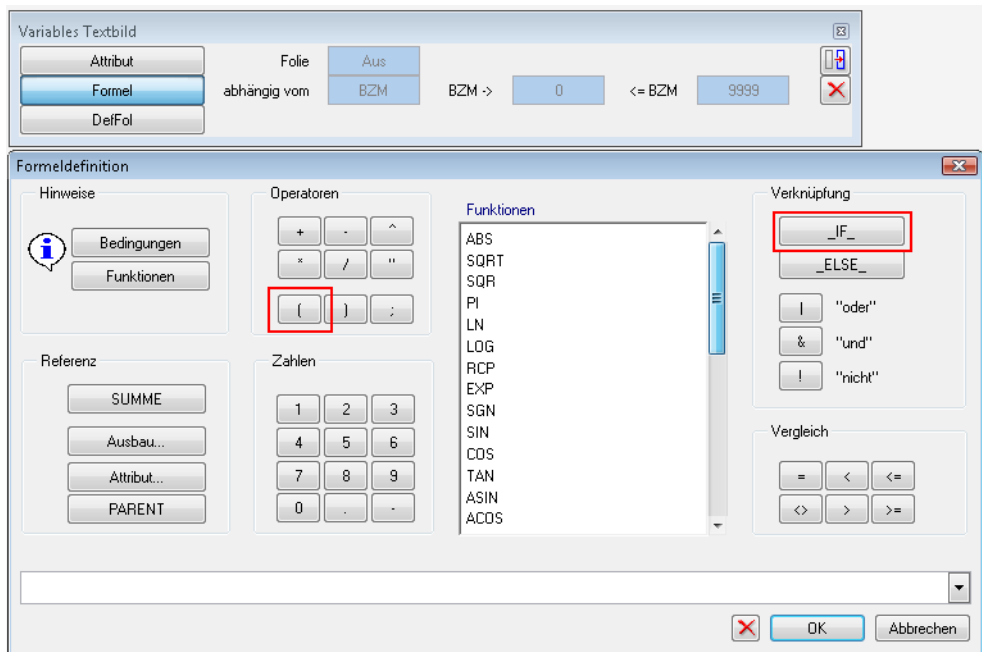 Variables Textbild
Attribut Folie Aus
Formel abhängig vom BZM BZM -> 0 <= BZM 9999
DefFol
Formeldefinition
Hinweise
Bedingungen
Funktionen
Operatoren
+ - ^
* / "
( ) ;
Funktionen
ABS
SQRT
SQR
PI
LN
LOG
RCP
EXP
SGN
SIN
COS
TAN
ASIN
ACOS
Verknüpfung
_IF_
_ELSE_
| "oder"
& "und"
! "nicht"
Referenz
SUMME
Ausbau...
Attribut...
PARENT
Zahlen
1 2 3
4 5 6
7 8 9
0 . -
Vergleich
= < <=
<> > >=
OK Abbrechen